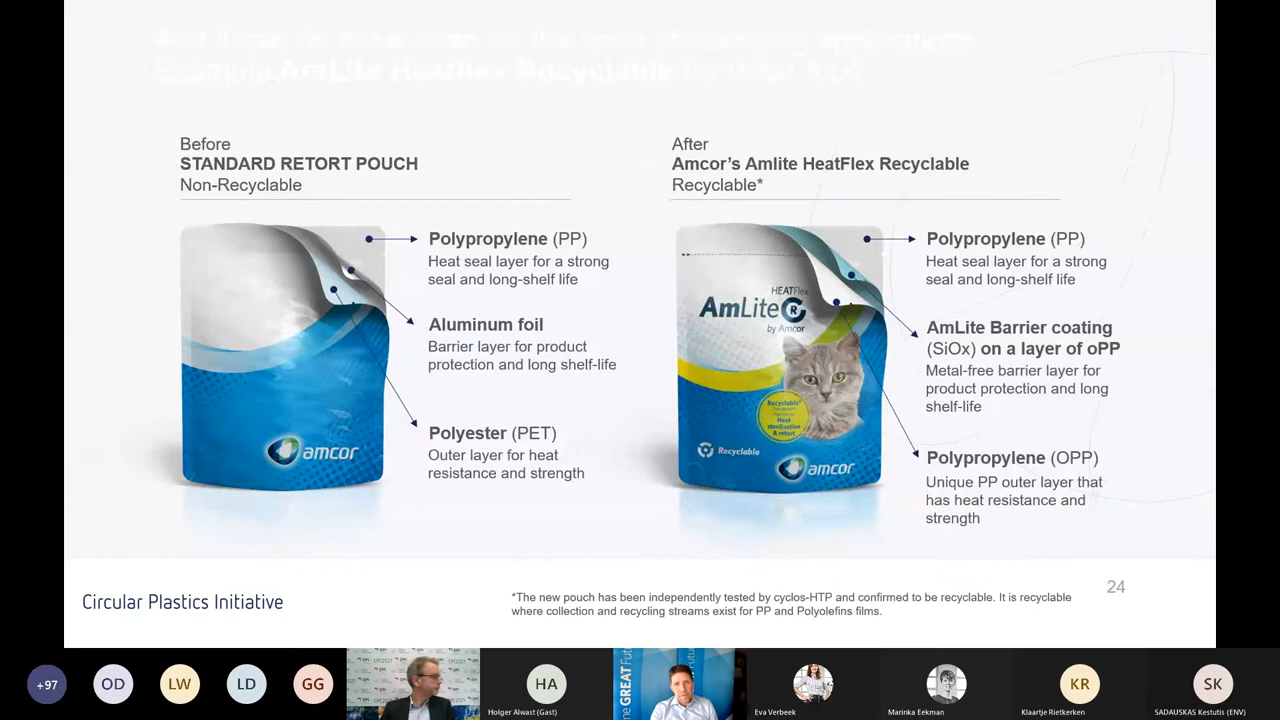 Before
STANDARD RETORT POUCH
Non-Recyclable
Polypropylene (PP)
Heat seal layer for a strong
seal and long-shelf life
Aluminum foil
Barrier layer for product
protection and long shelf-life
Polyester (PET)
Outer layer for heat
resistance and strength
amcor
After
Amcor's Amlite HeatFlex Recyclable
Recyclable*
HEATFlex
AmLite R
by Amcor
Recyclable*
Heat
sterilization
& retort
Recyclable
amcor
Polypropylene (PP)
Heat seal layer for a strong
seal and long-shelf life
AmLite Barrier coating
(SiOx) on a layer of oPP
Metal-free barrier layer for
product protection and long
shelf-life
Polypropylene (OPP)
Unique PP outer layer that
has heat resistance and
strength
24
Circular Plastics Initiative
*The new pouch has been independently tested by cyclos-HTP and confirmed to be recyclable. It is recyclable
where collection and recycling streams exist for PP and Polyolefins films.
+97
OD
LW
LD
GG
CPC2021
HA
Holger Alwast (Gast)
GREAT
Eva Verbeek
Marinka Eekman
KR
Klaartje Rietkerken
SK
SADAUSKAS Kestutis (ENV)